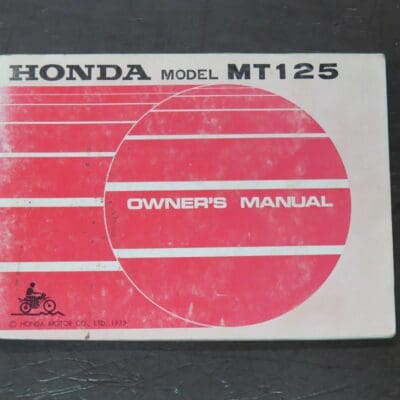 HONDA MODEL MT125
OWNER'S MANUAL
© HONDA MOTOR CO., LTD. 1973